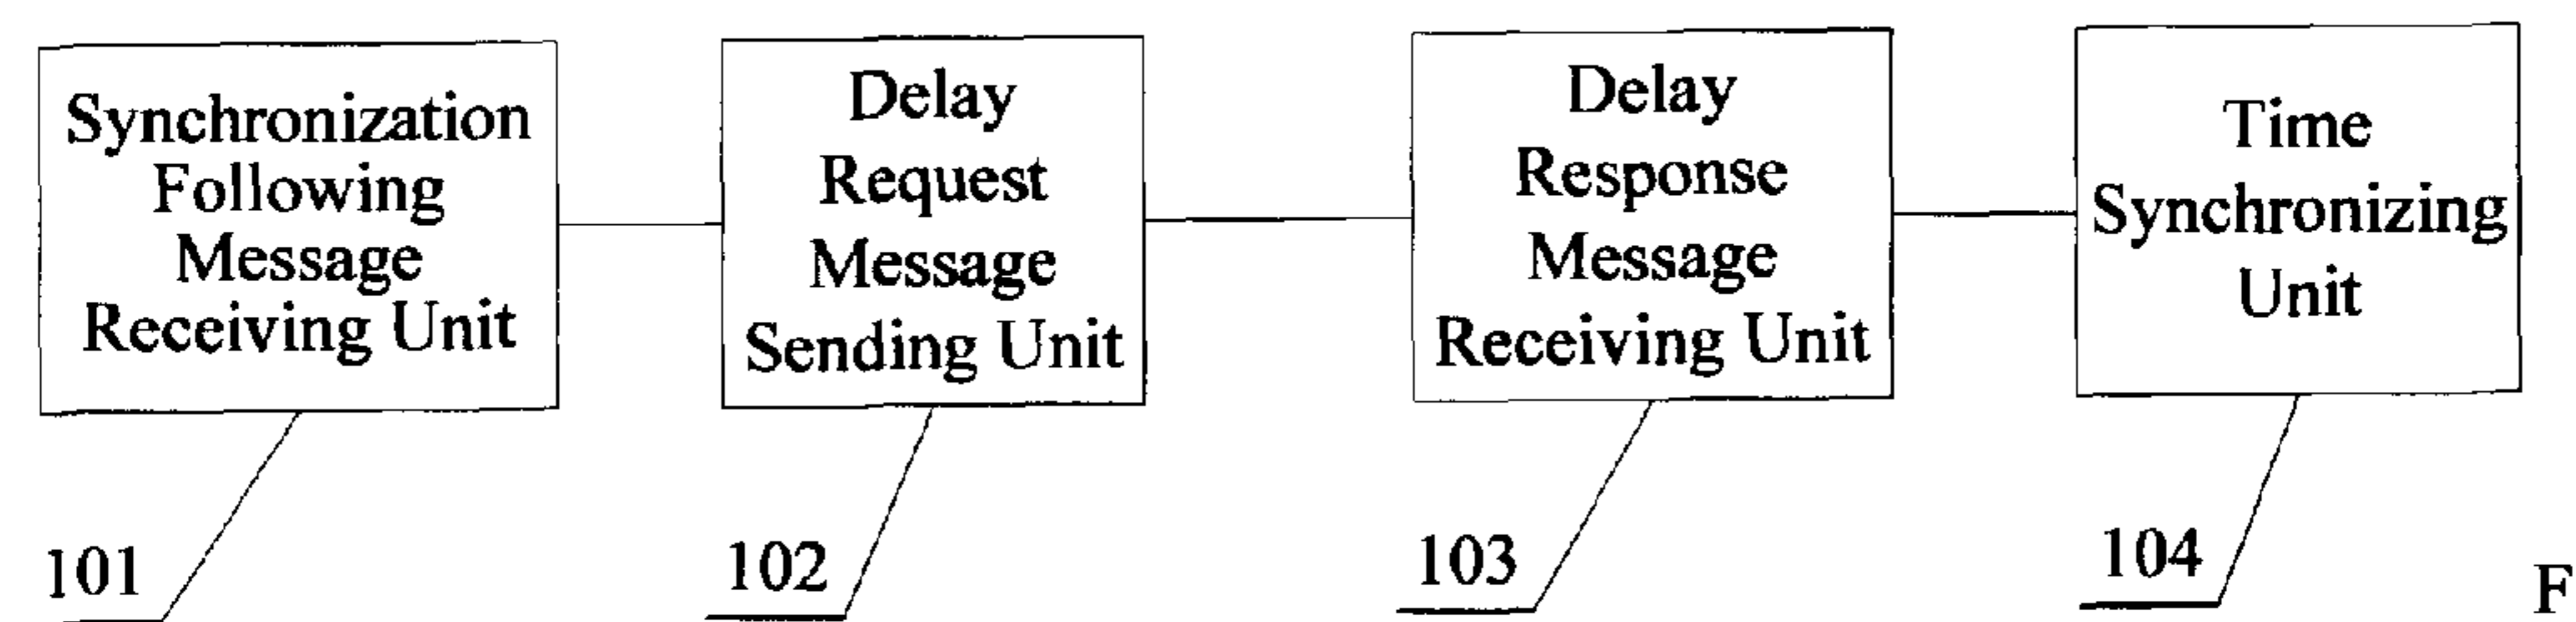 Synchronization
Following
Message
Receiving Unit
Delay
Request
Message
Sending Unit
Delay
Response
Message
Receiving Unit
Time
Synchronizing
Unit
101
102
103
104
F